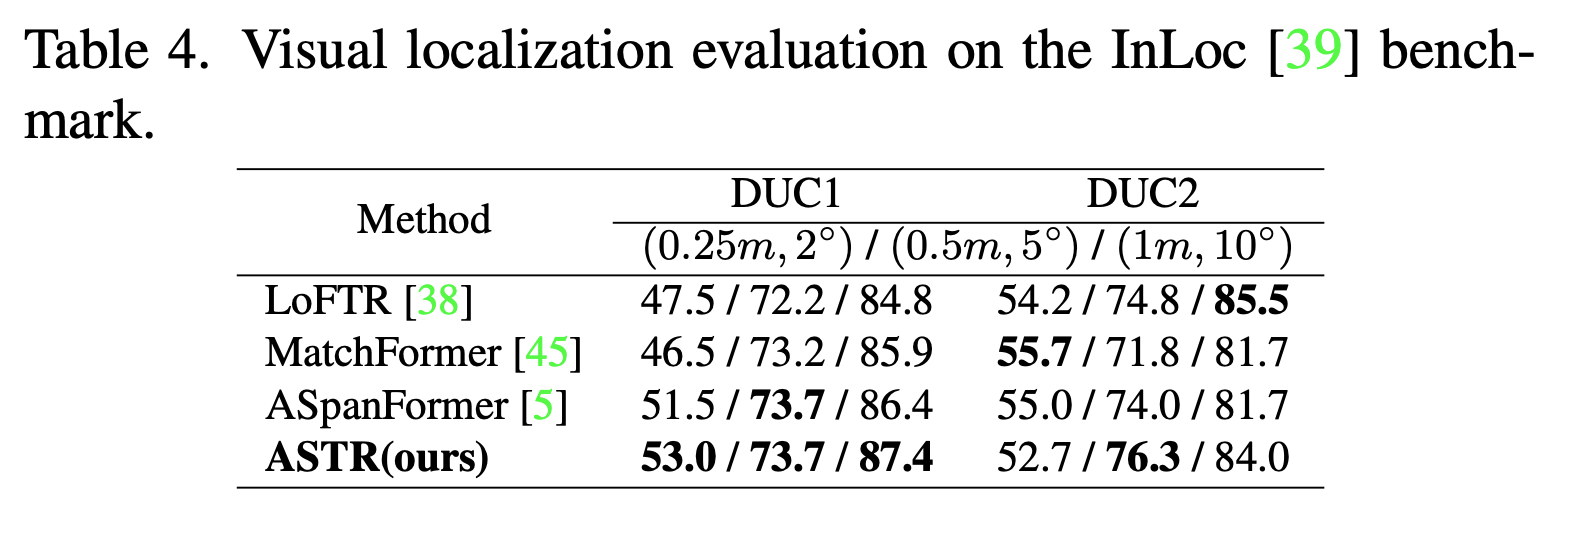 Table 4. Visual localization evaluation on the InLoc [39] bench-
mark.
Method DUC1 DUC2
(0.25m, 2°) / (0.5m, 5°) / (1m, 10°)
LoFTR [38] 47.5 / 72.2 / 84.8 54.2 / 74.8 / 85.5
MatchFormer [45] 46.5 / 73.2 / 85.9 55.7 / 71.8 / 81.7
ASpanFormer [5] 51.5 / 73.7 / 86.4 55.0 / 74.0 / 81.7
ASTR(ours) 53.0 / 73.7 / 87.4 52.7 / 76.3 / 84.0